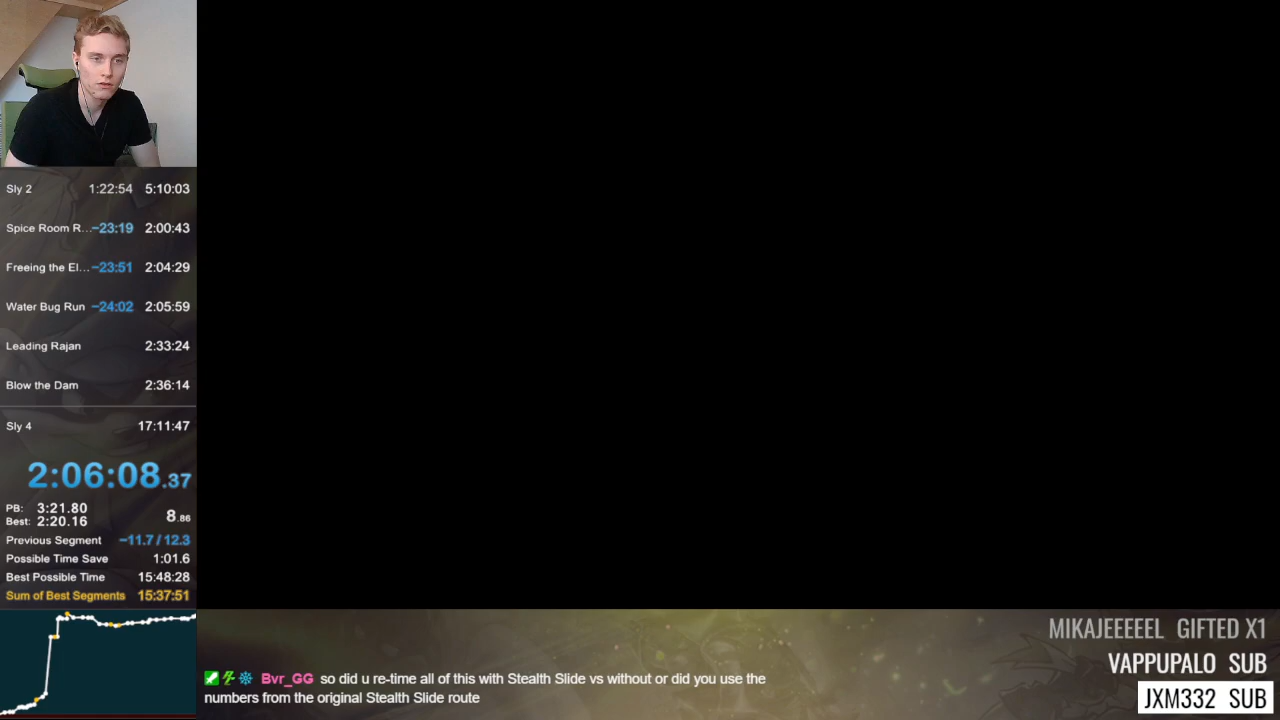 Sly 2 1:22:54 5:10:03
Spice Room R... -23:19 2:00:43
Freeing the El... -23:51 2:04:29
Water Bug Run -24:02 2:05:59
Leading Rajan 2:33:24
Blow the Dam 2:36:14
Sly 4 17:11:47
2:06:08.37
PB: 3:21.80
Best: 2:20.16
8.86
Previous Segment -11.7 / 12.3
Possible Time Save 1:01.6
Best Possible Time 15:48:28
Sum of Best Segments 15:37:51
MIKAJEEEEEL GIFTED X1
VAPPUPALO SUB
JXM332 SUB
Bvr_GG so did u re-time all of this with Stealth Slide vs without or did you use the
numbers from the original Stealth Slide route